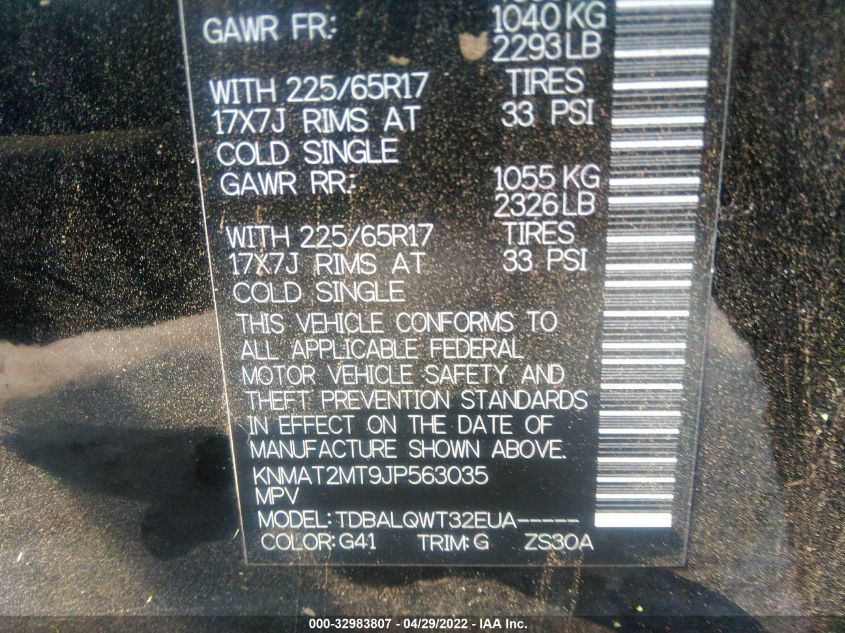 GAWR FR: 1040 KG
2293 LB
WITH 225/65R17 TIRES
17X7J RIMS AT 33 PSI
COLD SINGLE
GAWR RR: 1055 KG
2326 LB
WITH 225/65R17 TIRES
17X7J RIMS AT 33 PSI
COLD SINGLE
THIS VEHICLE CONFORMS TO
ALL APPLICABLE FEDERAL
MOTOR VEHICLE SAFETY AND
THEFT PREVENTION STANDARDS
IN EFFECT ON THE DATE OF
MANUFACTURE SHOWN ABOVE.
KNMAT2MT9JP563035
MPV
MODEL: TDBALQWT32EUA-----
COLOR: G41 TRIM: G ZS30A
000-32983807 - 04/29/2022 - IAA Inc.